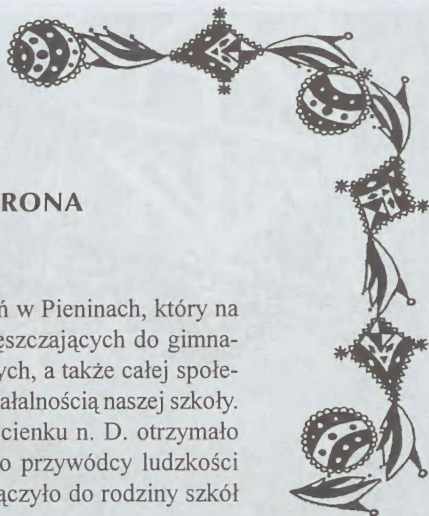 RONA
ń w Pieninach, który na
ęszczających do gimna-
ych, a także całej społe-
ałalnością naszej szkoły.
cienku n. D. otrzymało
o przywódcy ludzkości
ączyło do rodziny szkół